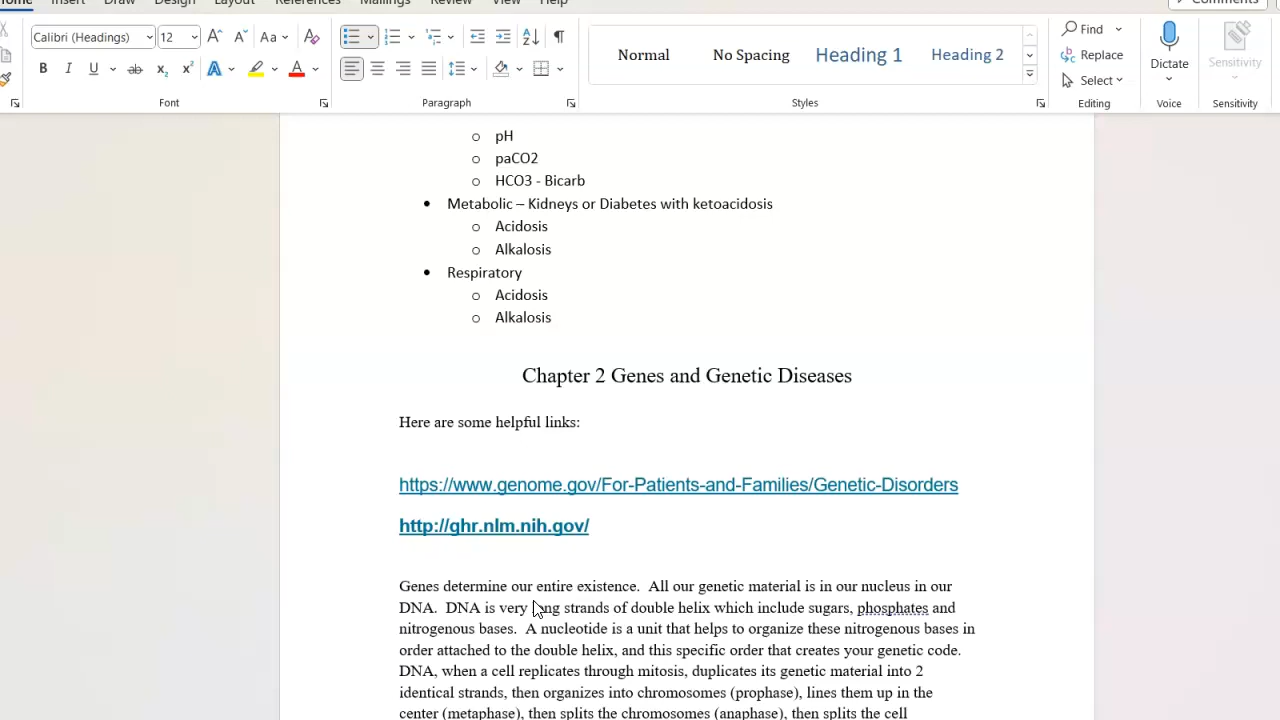 Home Insert Draw Design Layout References Mailings Review View Help Comments
Calibri (Headings) 12 Aa Normal No Spacing Heading 1 Heading 2 Find Replace Select Dictate Sensitivity
Font Paragraph Styles Editing Voice Sensitivity
o pH
o paCO2
o HCO3 - Bicarb
• Metabolic – Kidneys or Diabetes with ketoacidosis
o Acidosis
o Alkalosis
• Respiratory
o Acidosis
o Alkalosis
Chapter 2 Genes and Genetic Diseases
Here are some helpful links:
https://www.genome.gov/For-Patients-and-Families/Genetic-Disorders
http://ghr.nlm.nih.gov/
Genes determine our entire existence.  All our genetic material is in our nucleus in our
DNA.  DNA is very long strands of double helix which include sugars, phosphates and
nitrogenous bases.  A nucleotide is a unit that helps to organize these nitrogenous bases in
order attached to the double helix, and this specific order that creates your genetic code.
DNA, when a cell replicates through mitosis, duplicates its genetic material into 2
identical strands, then organizes into chromosomes (prophase), lines them up in the
center (metaphase), then splits the chromosomes (anaphase), then splits the cell